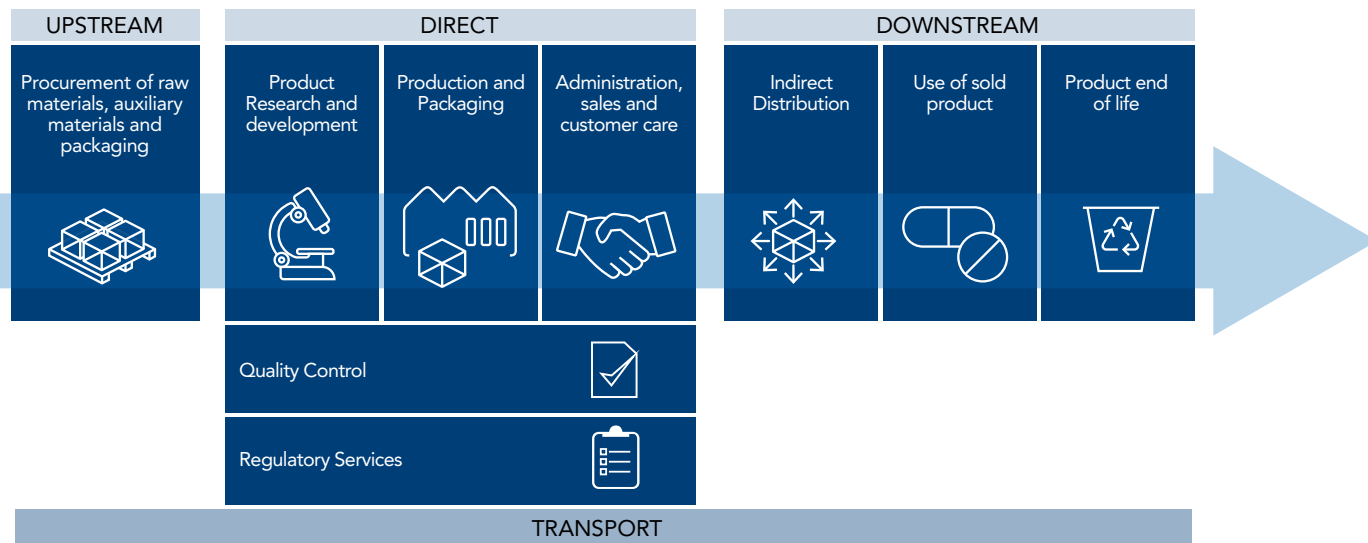 UPSTREAM
Procurement of raw
materials, auxiliary
materials and
packaging
DIRECT
Product
Research and
development
Production and
Packaging
Administration,
sales and
customer care
Quality Control
Regulatory Services
DOWNSTREAM
Indirect
Distribution
Use of sold
product
Product end
of life
TRANSPORT